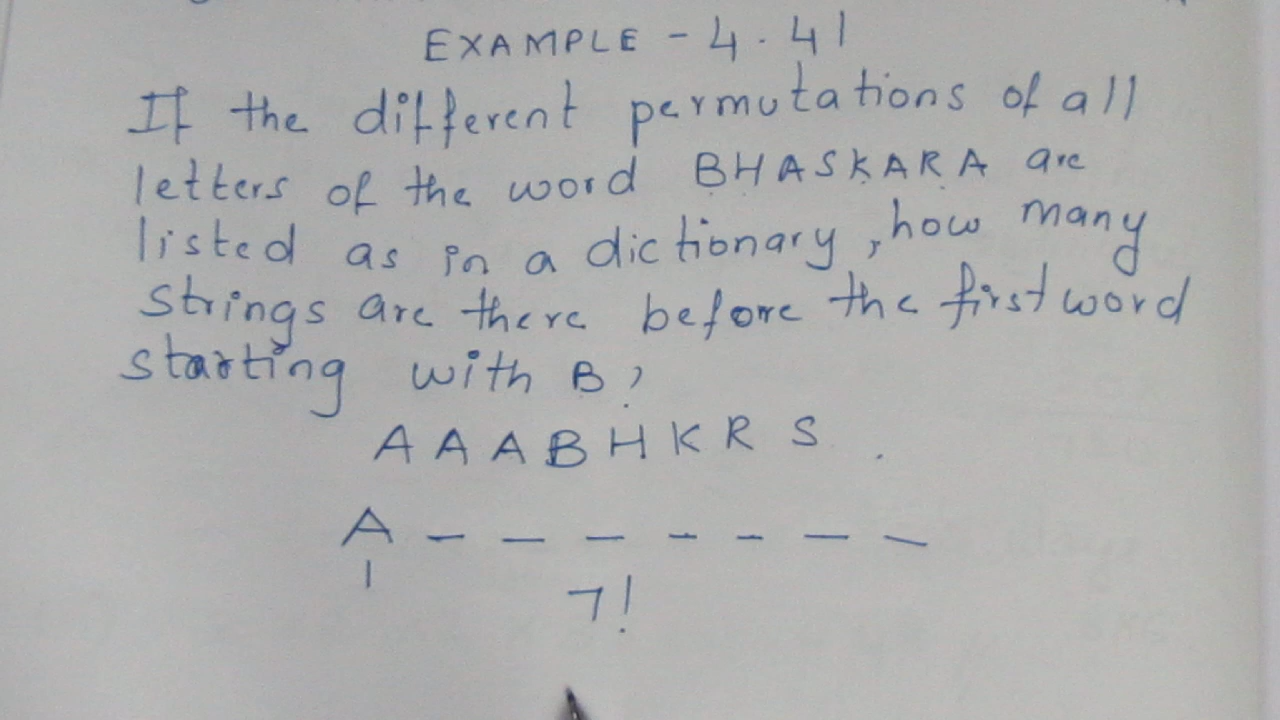 EXAMPLE - 4.41
If the different permutations of all
letters of the word BHASKARA are
listed as in a dictionary, how many
strings are there before the first word
starting with B?
A A A B H K R S .
A _ _ _ _ _ _ _
1 7!